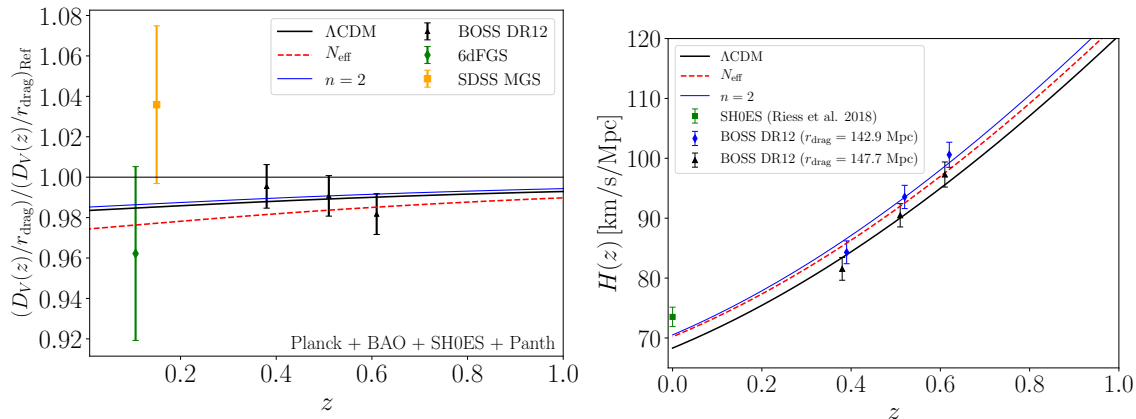 1.08
1.06
1.04
1.02
1.00
0.98
0.96
0.94
0.92
(D_V(z)/r_drag)/(D_V(z)/r_drag)_Ref
ΛCDM
N_eff
n = 2
BOSS DR12
6dFGS
SDSS MGS
Planck + BAO + SH0ES + Panth
0.2 0.4 0.6 0.8 1.0
z
120
110
100
90
80
70
H(z) [km/s/Mpc]
ΛCDM
N_eff
n = 2
SH0ES (Riess et al. 2018)
BOSS DR12 (r_drag = 142.9 Mpc)
BOSS DR12 (r_drag = 147.7 Mpc)
0.0 0.2 0.4 0.6 0.8 1.0
z